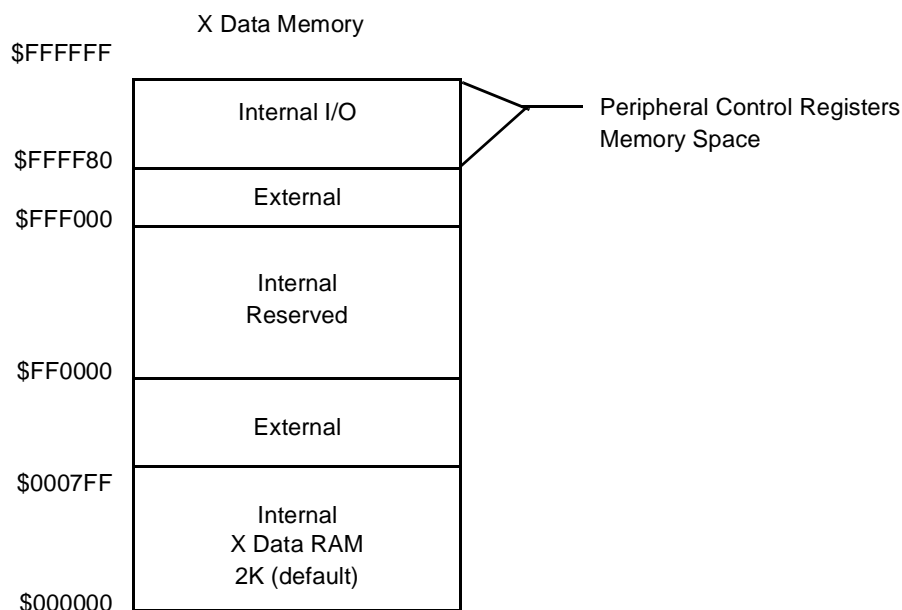 X Data Memory
$FFFFFF
Internal I/O
Peripheral Control Registers
Memory Space
$FFFF80
External
$FFF000
Internal
Reserved
$FF0000
External
$0007FF
Internal
X Data RAM
2K (default)
$000000